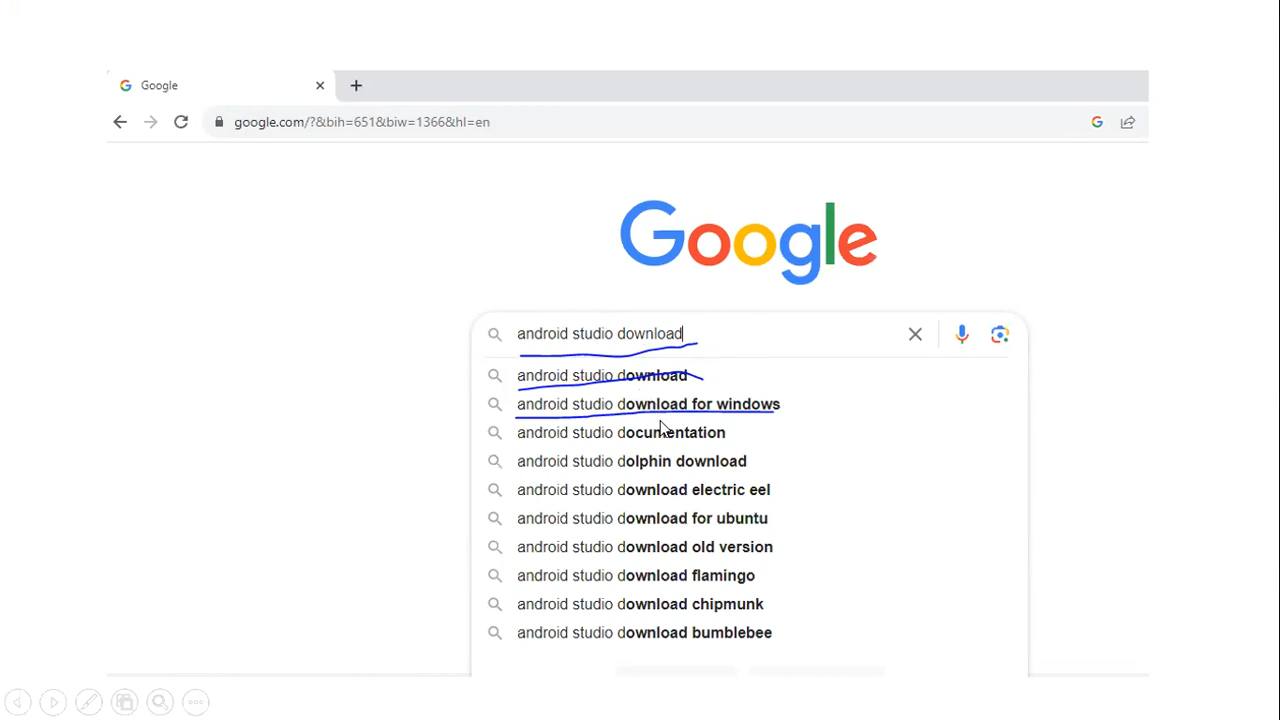 Google
google.com/?&bih=651&biw=1366&hl=en
Google
android studio download
android studio download
android studio download for windows
android studio documentation
android studio dolphin download
android studio download electric eel
android studio download for ubuntu
android studio download old version
android studio download flamingo
android studio download chipmunk
android studio download bumblebee